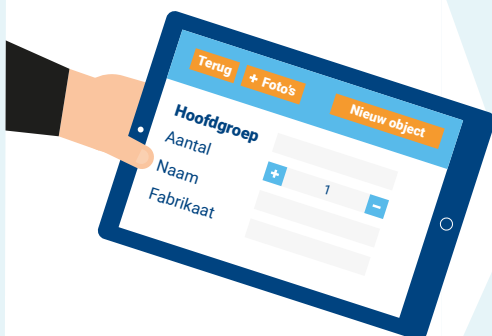 Terug + Foto's Nieuw object
Hoofdgroep
Aantal + 1 -
Naam
Fabrikaat